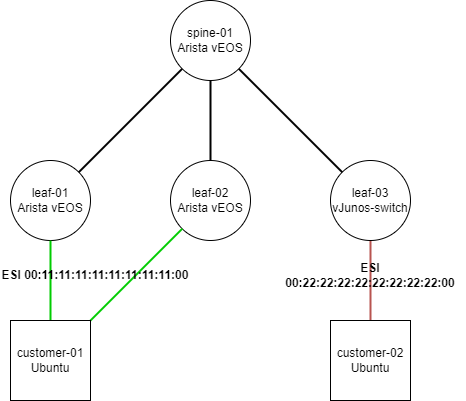 spine-01
Arista vEOS
leaf-01
Arista vEOS
leaf-02
Arista vEOS
leaf-03
vJunos-switch
ESI 00:11:11:11:11:11:11:11:11:00
ESI
00:22:22:22:22:22:22:22:22:00
customer-01
Ubuntu
customer-02
Ubuntu